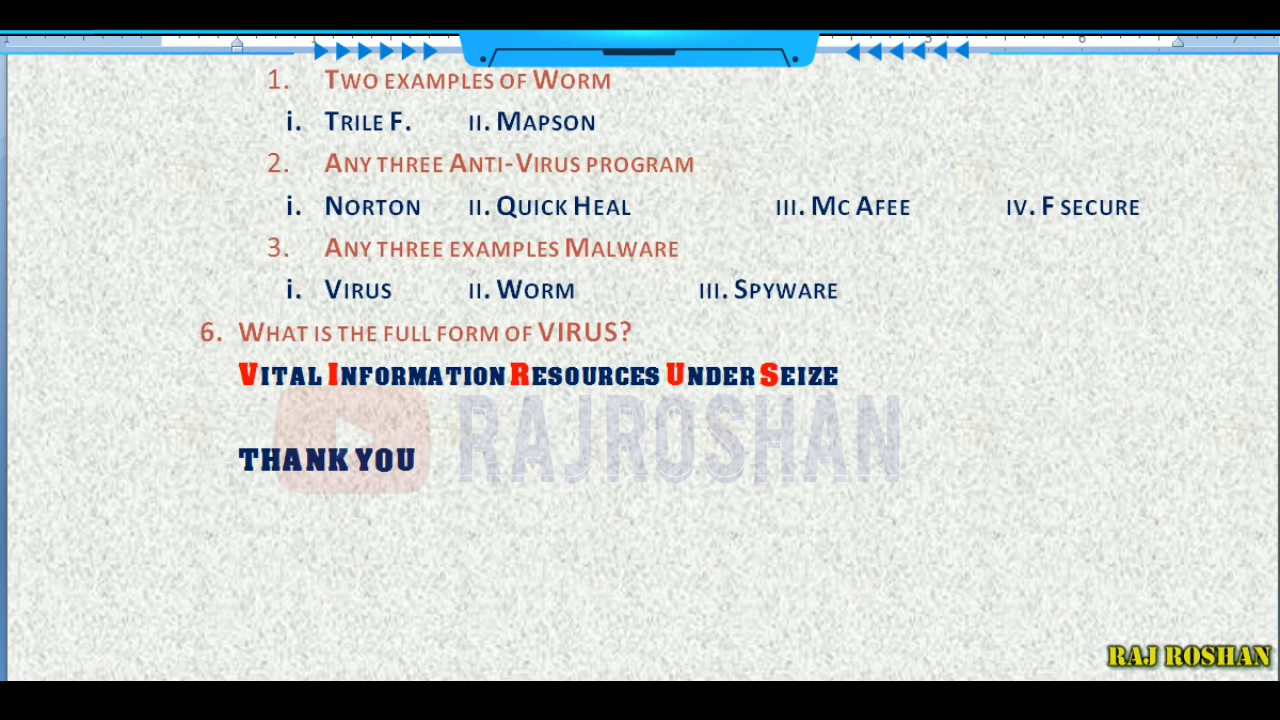 1. Two examples of Worm
i. Trile F. ii. Mapson
2. Any three Anti-Virus program
i. Norton ii. Quick Heal iii. Mc Afee iv. F secure
3. Any three examples Malware
i. Virus ii. Worm iii. Spyware
6. What is the full form of VIRUS?
Vital Information Resources Under Seize
RAJROSHAN
THANK YOU
RAJ ROSHAN